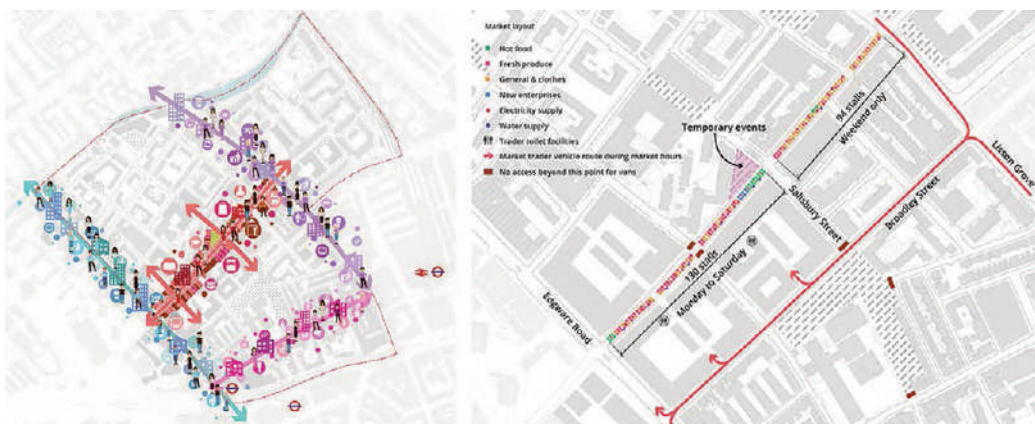 Market layout
Hot food
Fresh produce
General & clothes
New enterprises
Electricity supply
Water supply
Trader toilet facilities
Market trader vehicle route during market hours
No access beyond this point for vans
Temporary events
94 stalls
Weekend only
Lisson Grove
Salisbury Street
Broadley Street
130 stalls
Monday to Saturday
Edgware Road